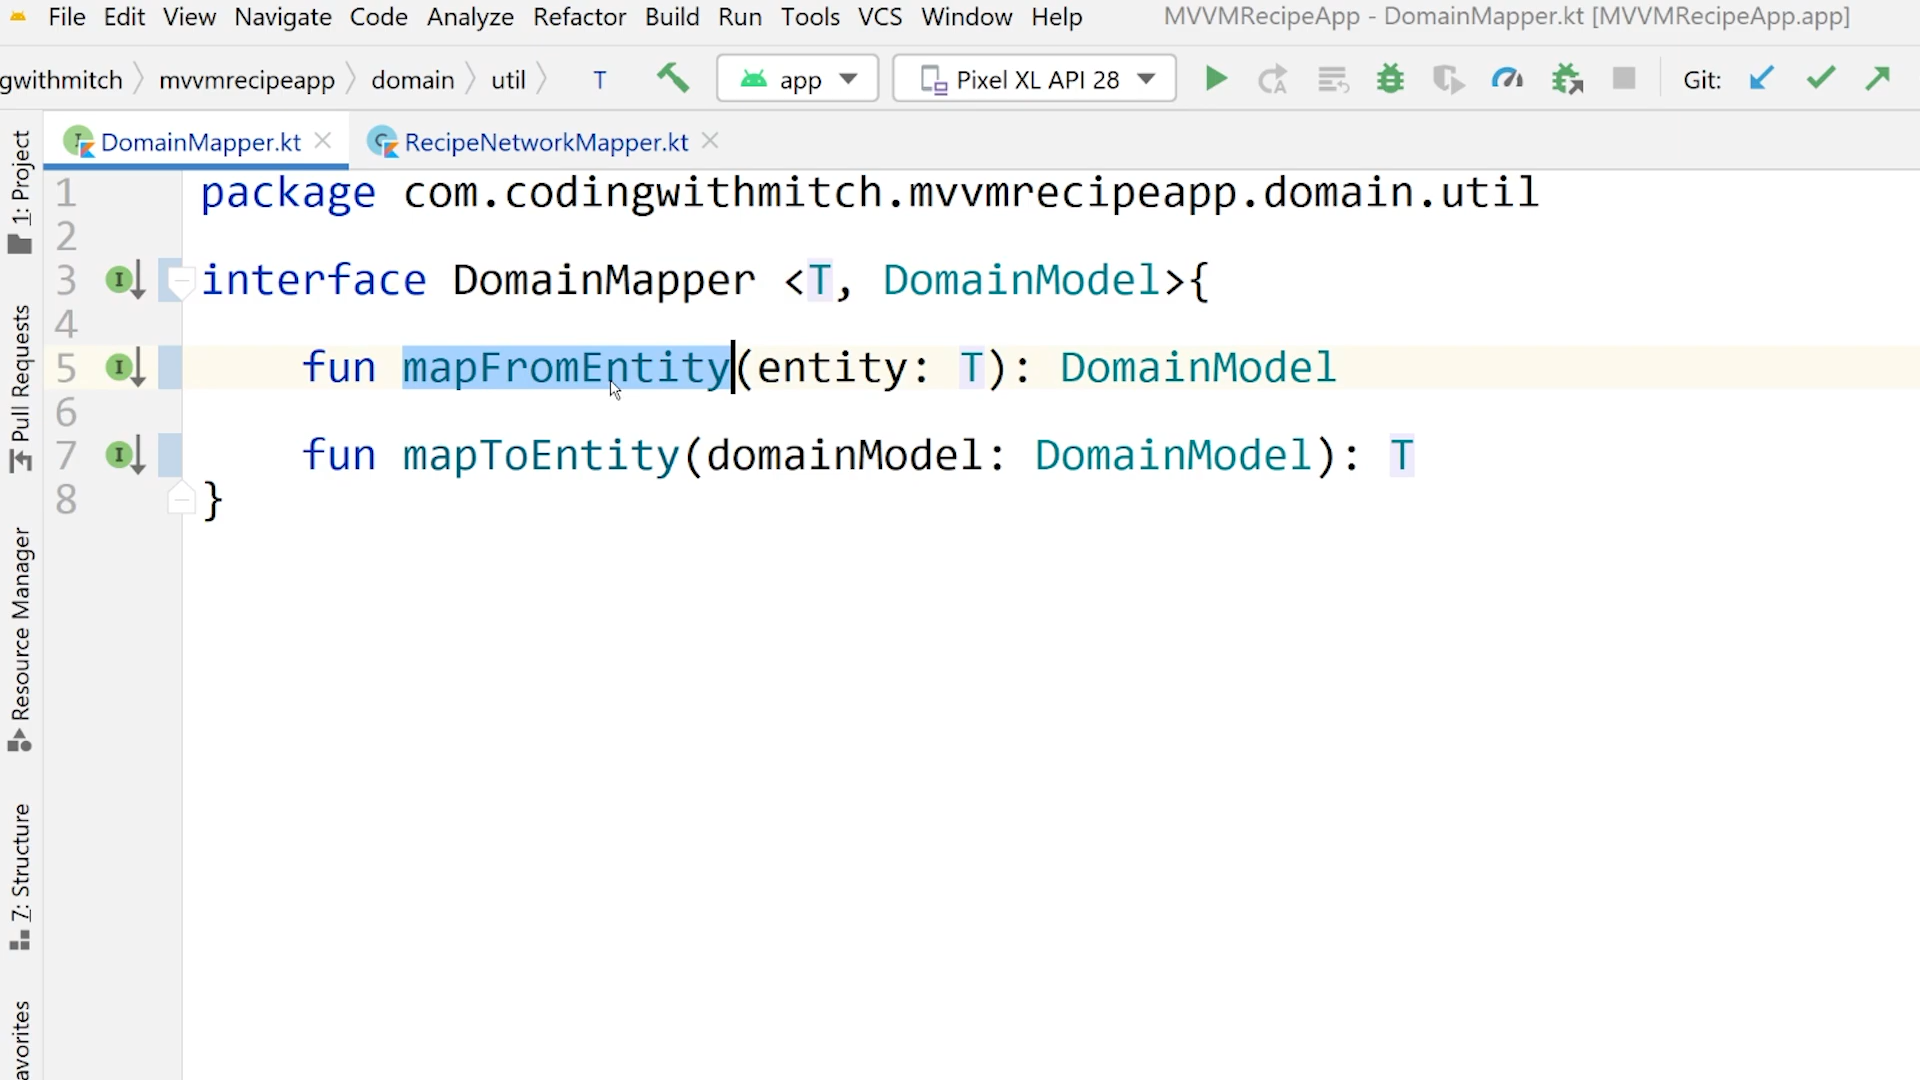 File Edit View Navigate Code Analyze Refactor Build Run Tools VCS Window Help MVVMRecipeApp - DomainMapper.kt [MVVMRecipeApp.app]
gwithmitch mvvmrecipeapp domain util T app Pixel XL API 28 Git:
DomainMapper.kt RecipeNetworkMapper.kt
1 package com.codingwithmitch.mvvmrecipeapp.domain.util
2
3 interface DomainMapper <T, DomainModel>{
4
5 fun mapFromEntity(entity: T): DomainModel
6
7 fun mapToEntity(domainModel: DomainModel): T
8 }
1: Project
Pull Requests
Resource Manager
7: Structure
avorites